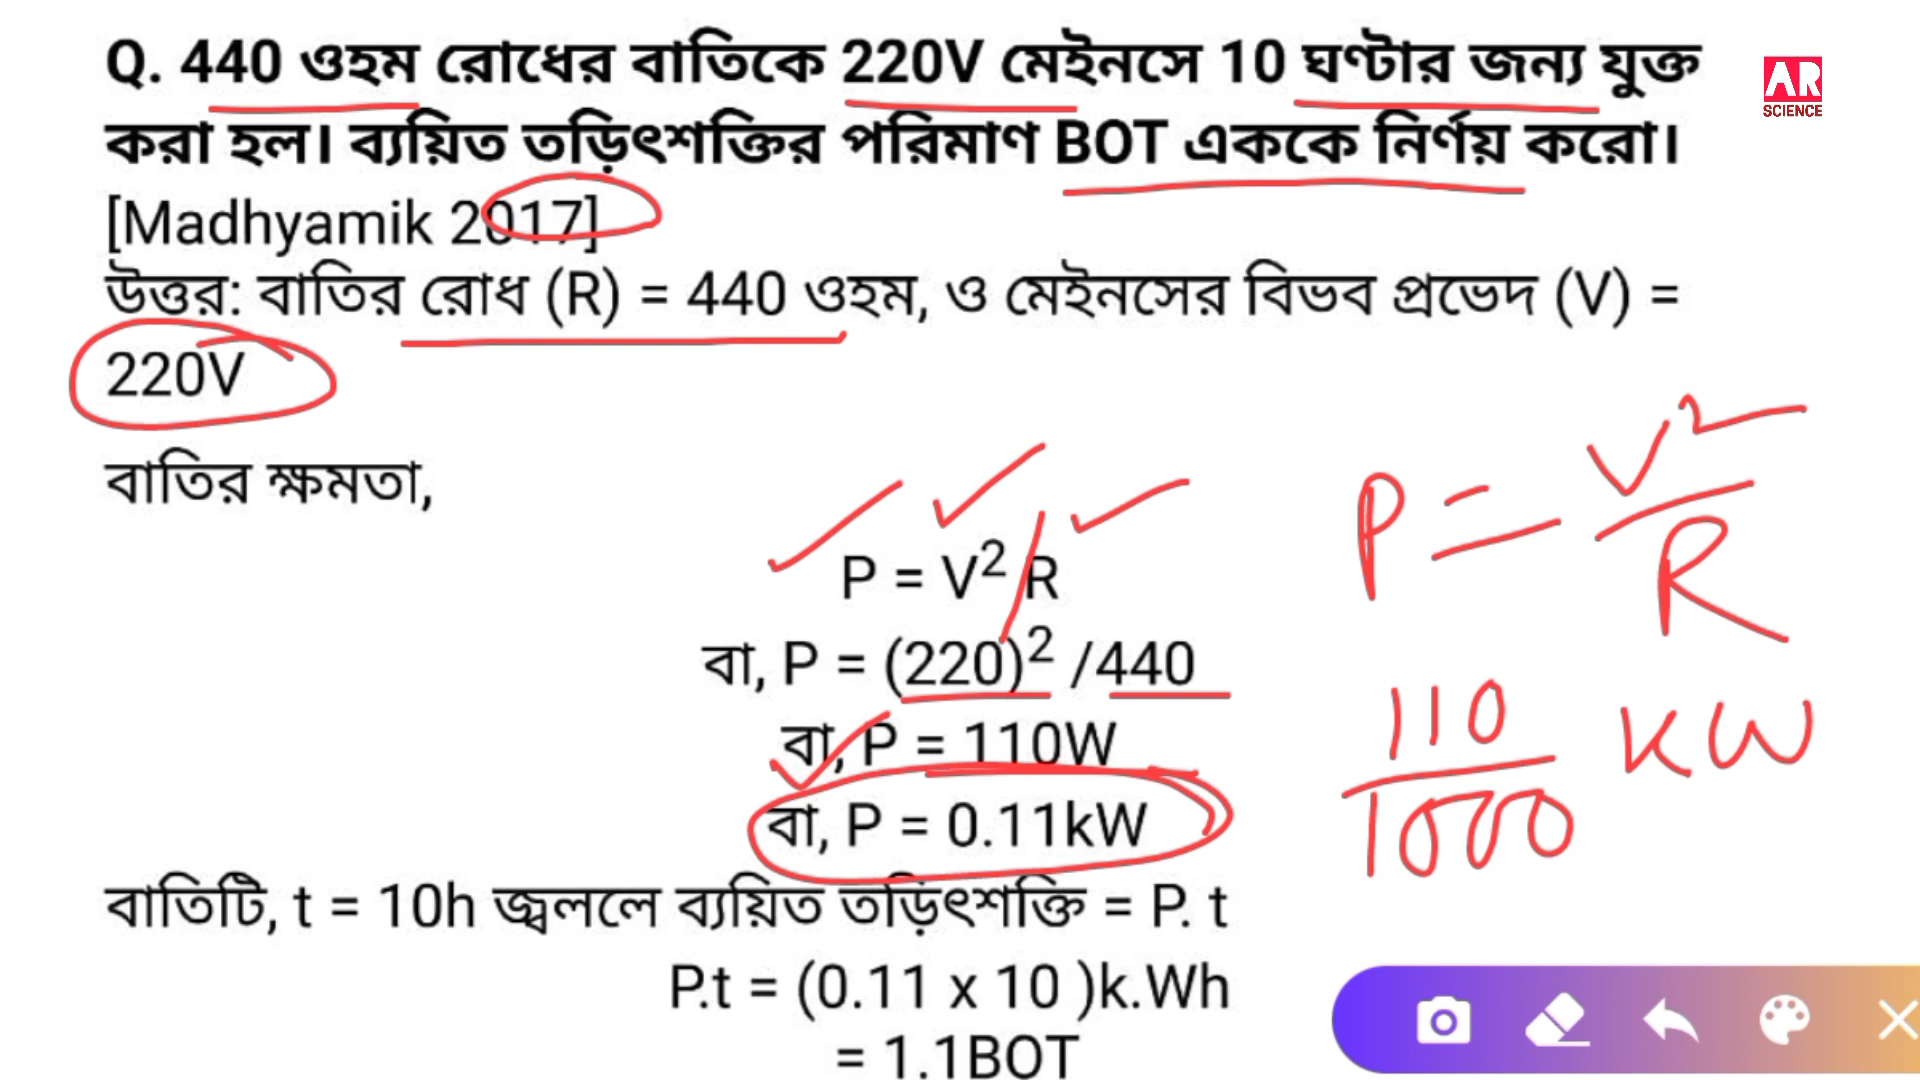 Q. 440 ওহম রোধের বাতিকে 220V মেইনসে 10 ঘণ্টার জন্য যুক্ত
করা হল। ব্যয়িত তড়িৎশক্তির পরিমাণ BOT এককে নির্ণয় করো।
[Madhyamik 2017]
উত্তর: বাতির রোধ (R) = 440 ওহম, ও মেইনসের বিভব প্রভেদ (V) =
220V
বাতির ক্ষমতা,
P = V² / R
বা, P = (220)² /440
বা, P = 110W
বা, P = 0.11kW
বাতিটি, t = 10h জ্বললে ব্যয়িত তড়িৎশক্তি = P. t
P.t = (0.11 x 10 )k.Wh
= 1.1BOT
P = V²
R
110 KW
1000
AR
SCIENCE